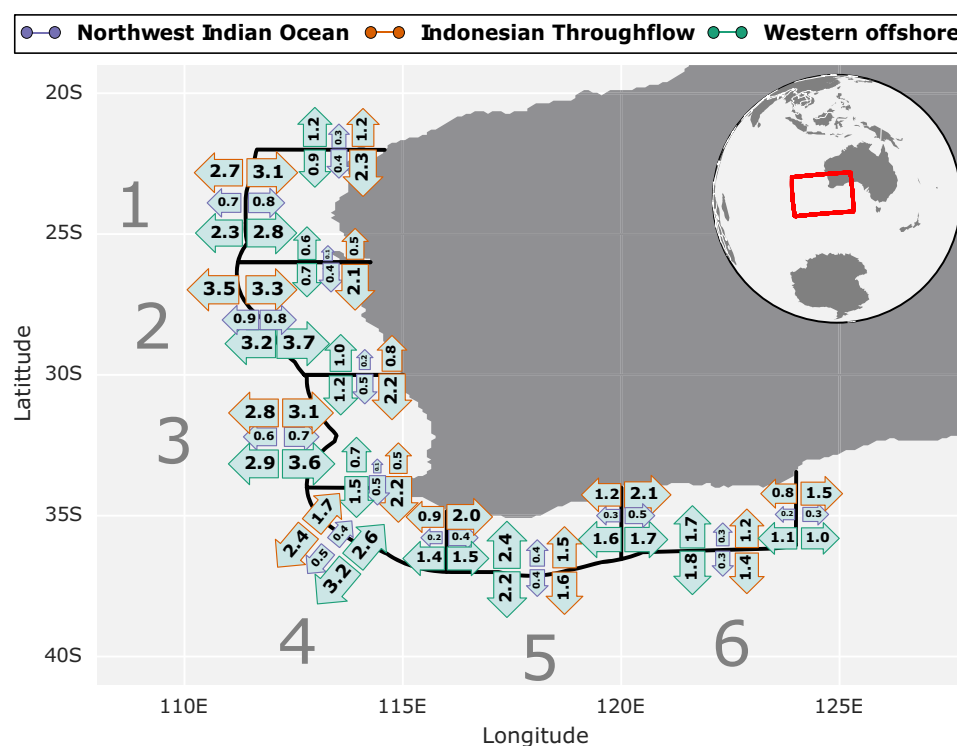 Northwest Indian Ocean Indonesian Throughflow Western offshore
20S
1.2 0.3 1.2
0.9 0.4 2.3
2.7 3.1
1
0.7 0.8
2.3 2.8
25S
0.6 0.1 0.5
0.7 0.4 2.1
3.5 3.3
2
0.9 0.8
3.2 3.7
1.0 0.2 0.8
30S
1.2 0.5 2.2
2.8 3.1
3
0.6 0.7
2.9 3.6
0.7 0.1 0.5
1.5 0.5 2.2
1.2 2.1
0.8 1.5
35S
1.7
0.9 2.0
0.3 0.5
0.2 0.3
2.4
0.4
0.2 0.4
1.6 1.7
1.7 0.3 1.2
1.1 1.0
0.5
2.6
1.4 1.5
2.4 0.4 1.5
1.8 0.3 1.4
3.2
2.2 0.4 1.6
4
5
6
40S
110E 115E 120E 125E
Longitude
Latittude